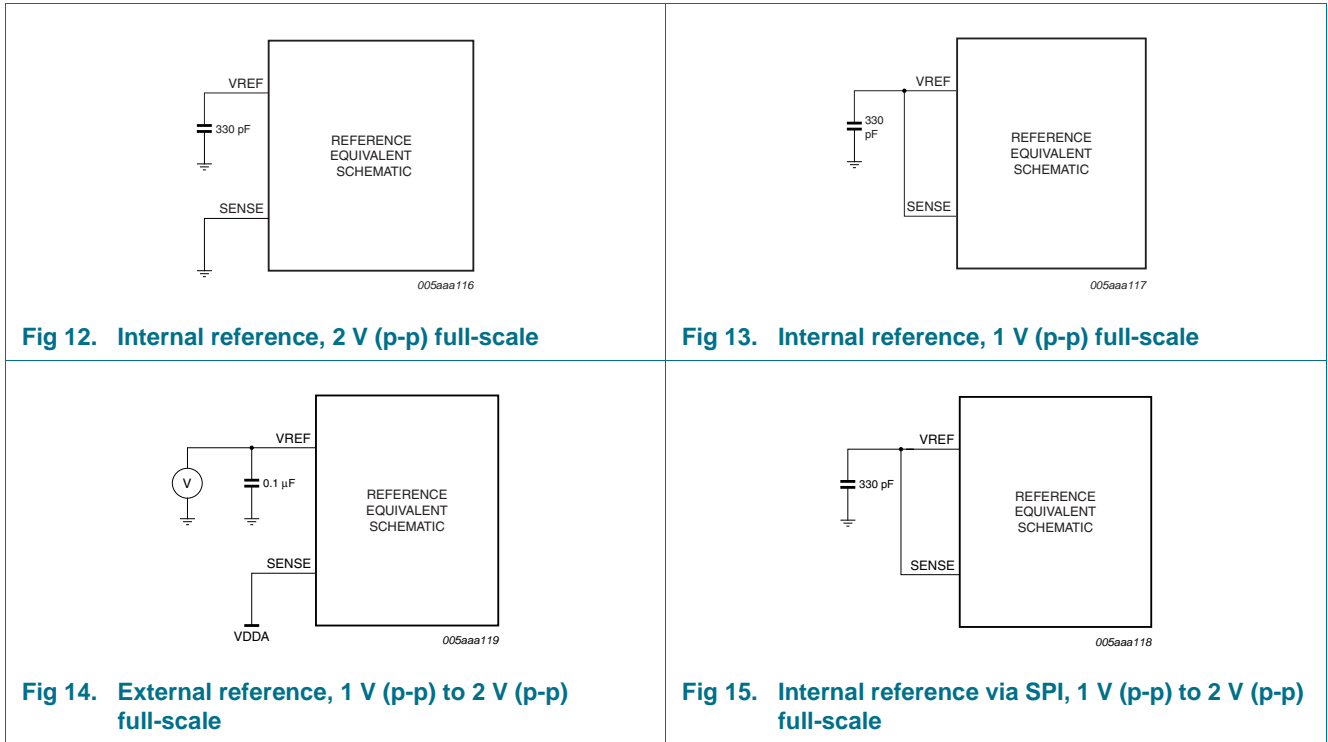 VREF
330 pF
REFERENCE
EQUIVALENT
SCHEMATIC
SENSE
005aaa116
Fig 12. Internal reference, 2 V (p-p) full-scale
VREF
330
pF
REFERENCE
EQUIVALENT
SCHEMATIC
SENSE
005aaa117
Fig 13. Internal reference, 1 V (p-p) full-scale
VREF
V
0.1 μF
REFERENCE
EQUIVALENT
SCHEMATIC
SENSE
VDDA
005aaa119
Fig 14. External reference, 1 V (p-p) to 2 V (p-p)
full-scale
VREF
330 pF
REFERENCE
EQUIVALENT
SCHEMATIC
SENSE
005aaa118
Fig 15. Internal reference via SPI, 1 V (p-p) to 2 V (p-p)
full-scale